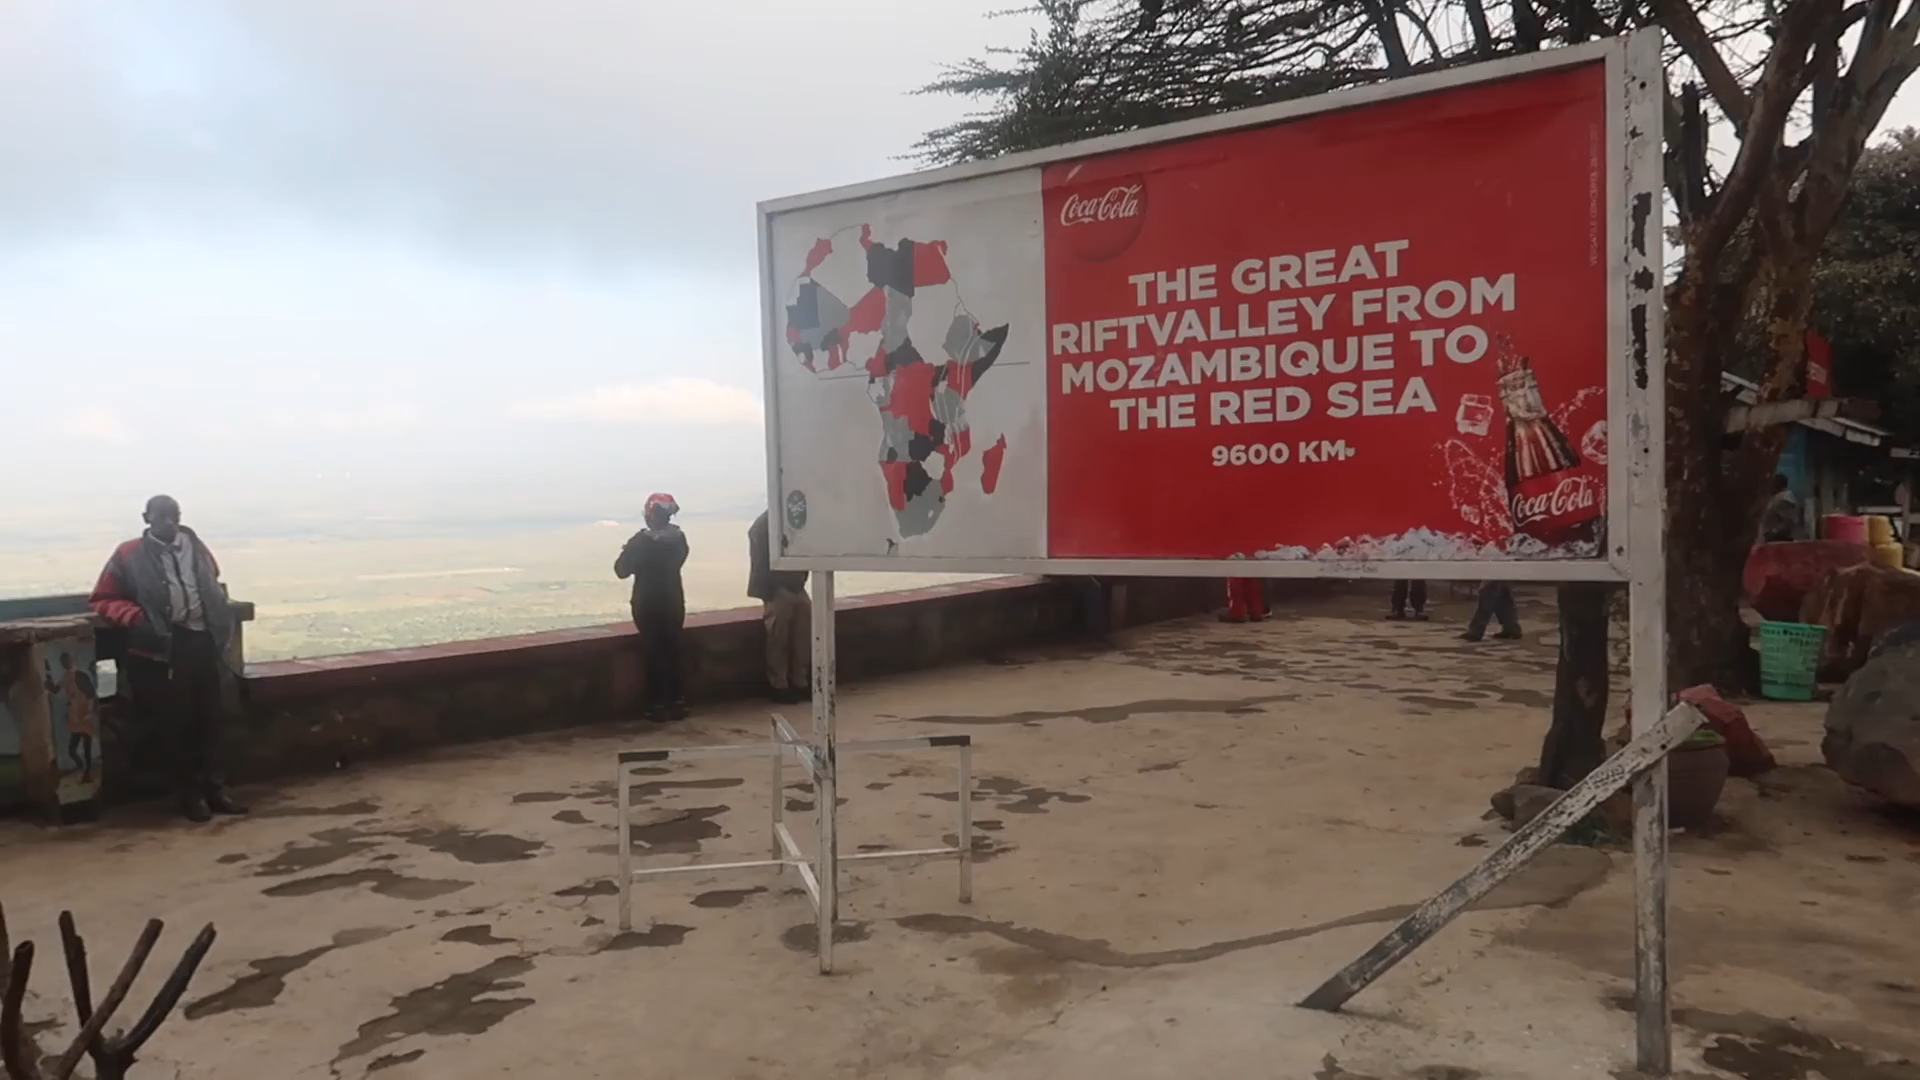 Coca-Cola
THE GREAT
RIFTVALLEY FROM
MOZAMBIQUE TO
THE RED SEA
9600 KM
Coca-Cola